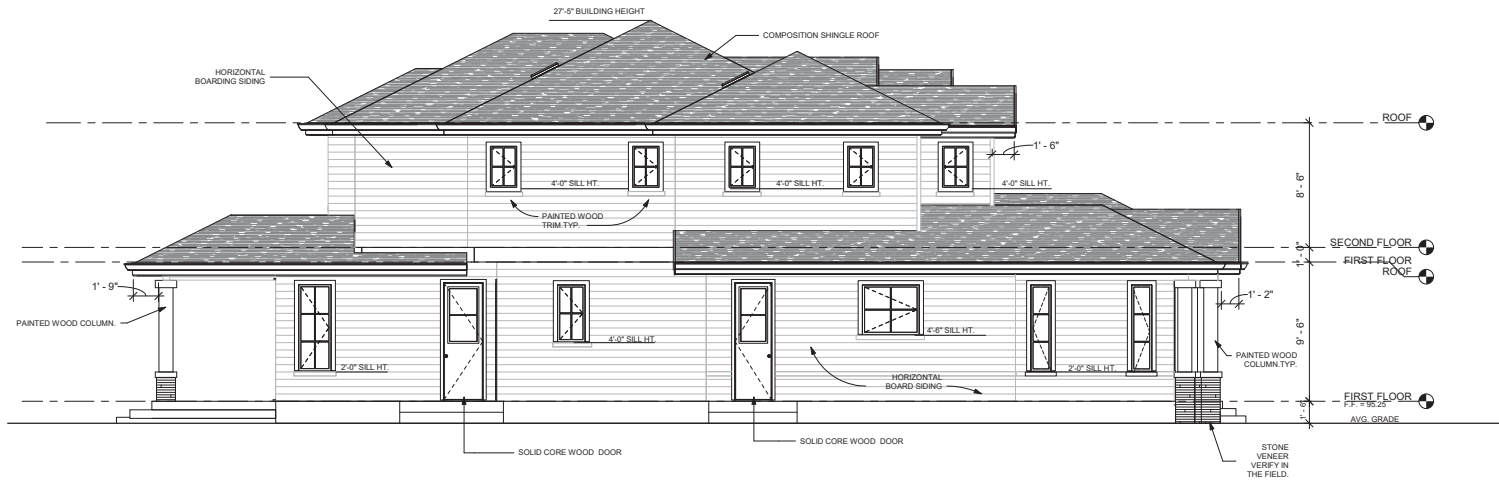 27'-5" BUILDING HEIGHT
COMPOSITION SHINGLE ROOF
HORIZONTAL
BOARDING SIDING
ROOF
1' - 6"
8' - 6"
4'-0" SILL HT.
4'-0" SILL HT.
4'-0" SILL HT.
PAINTED WOOD
TRIM.TYP.
SECOND FLOOR
1' - 0"
FIRST FLOOR
ROOF
1' - 9"
1' - 2"
PAINTED WOOD COLUMN.
4'-6" SILL HT.
4'-0" SILL HT.
9' - 6"
PAINTED WOOD
COLUMN.TYP.
2'-0" SILL HT.
2'-0" SILL HT.
HORIZONTAL
BOARD SIDING
FIRST FLOOR
F.F. = 95.25
1' - 6"
AVG. GRADE
SOLID CORE WOOD DOOR
SOLID CORE WOOD DOOR
STONE
VENEER
VERIFY IN
THE FIELD.